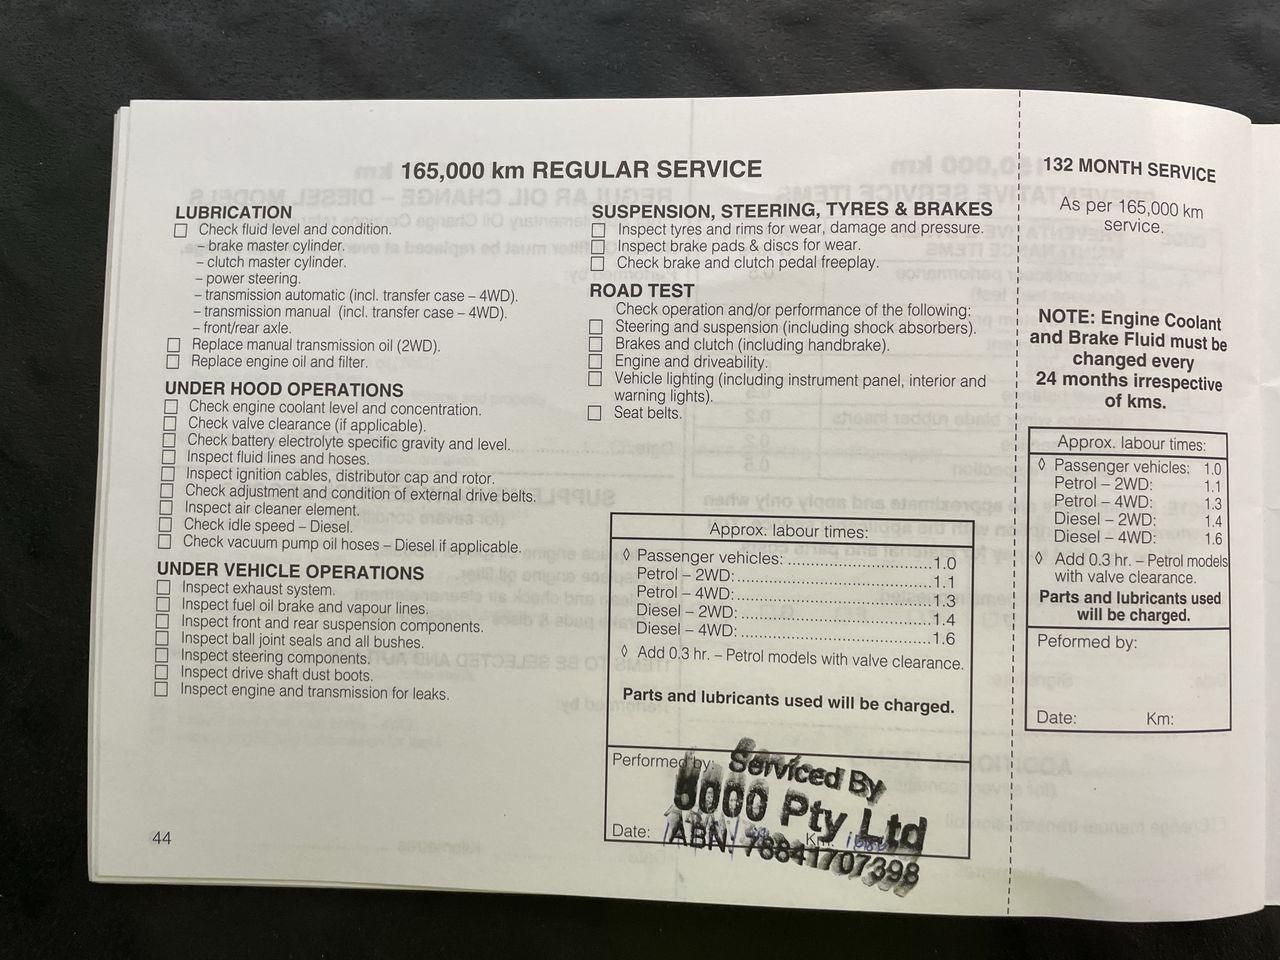 165,000 km REGULAR SERVICE
LUBRICATION
Check fluid level and condition.
– brake master cylinder.
– clutch master cylinder.
– power steering.
– transmission automatic (incl. transfer case – 4WD).
– transmission manual (incl. transfer case – 4WD).
– front/rear axle.
Replace manual transmission oil (2WD).
Replace engine oil and filter.
UNDER HOOD OPERATIONS
Check engine coolant level and concentration.
Check valve clearance (if applicable).
Check battery electrolyte specific gravity and level.
Inspect fluid lines and hoses.
Inspect ignition cables, distributor cap and rotor.
Check adjustment and condition of external drive belts.
Inspect air cleaner element.
Check idle speed – Diesel.
Check vacuum pump oil hoses – Diesel if applicable.
UNDER VEHICLE OPERATIONS
Inspect exhaust system.
Inspect fuel oil brake and vapour lines.
Inspect front and rear suspension components.
Inspect ball joint seals and all bushes.
Inspect steering components.
Inspect drive shaft dust boots.
Inspect engine and transmission for leaks.
44
SUSPENSION, STEERING, TYRES & BRAKES
Inspect tyres and rims for wear, damage and pressure.
Inspect brake pads & discs for wear.
Check brake and clutch pedal freeplay.
ROAD TEST
Check operation and/or performance of the following:
Steering and suspension (including shock absorbers).
Brakes and clutch (including handbrake).
Engine and driveability.
Vehicle lighting (including instrument panel, interior and
warning lights).
Seat belts.
Approx. labour times:
◊ Passenger vehicles: ....................................1.0
Petrol – 2WD:................................................1.1
Petrol – 4WD: ...............................................1.3
Diesel – 2WD:...............................................1.4
Diesel – 4WD:...............................................1.6
◊ Add 0.3 hr. – Petrol models with valve clearance.
Parts and lubricants used will be charged.
Performed by:
Serviced By
5000 Pty Ltd
Date: Km:
ABN: 78841707398
132 MONTH SERVICE
As per 165,000 km
service.
NOTE: Engine Coolant
and Brake Fluid must be
changed every
24 months irrespective
of kms.
Approx. labour times:
◊ Passenger vehicles: 1.0
Petrol – 2WD: 1.1
Petrol – 4WD: 1.3
Diesel – 2WD: 1.4
Diesel – 4WD: 1.6
◊ Add 0.3 hr. – Petrol models
with valve clearance.
Parts and lubricants used
will be charged.
Peformed by:
Date: Km: